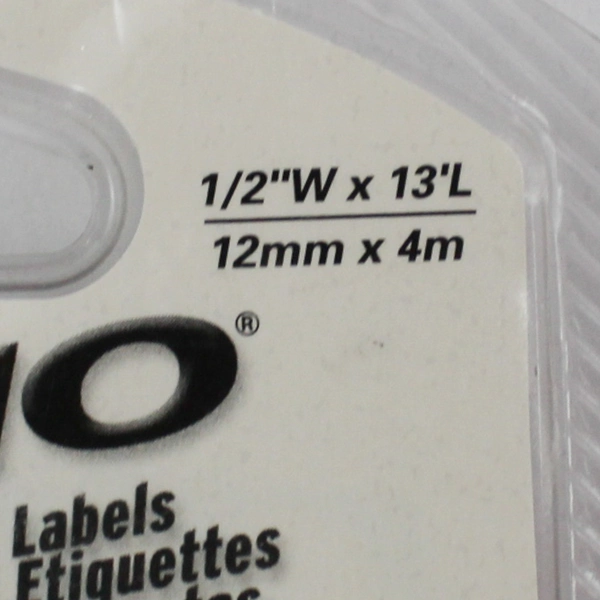 1/2"W x 13'L
12mm x 4m
®
Labels
Etiquettes